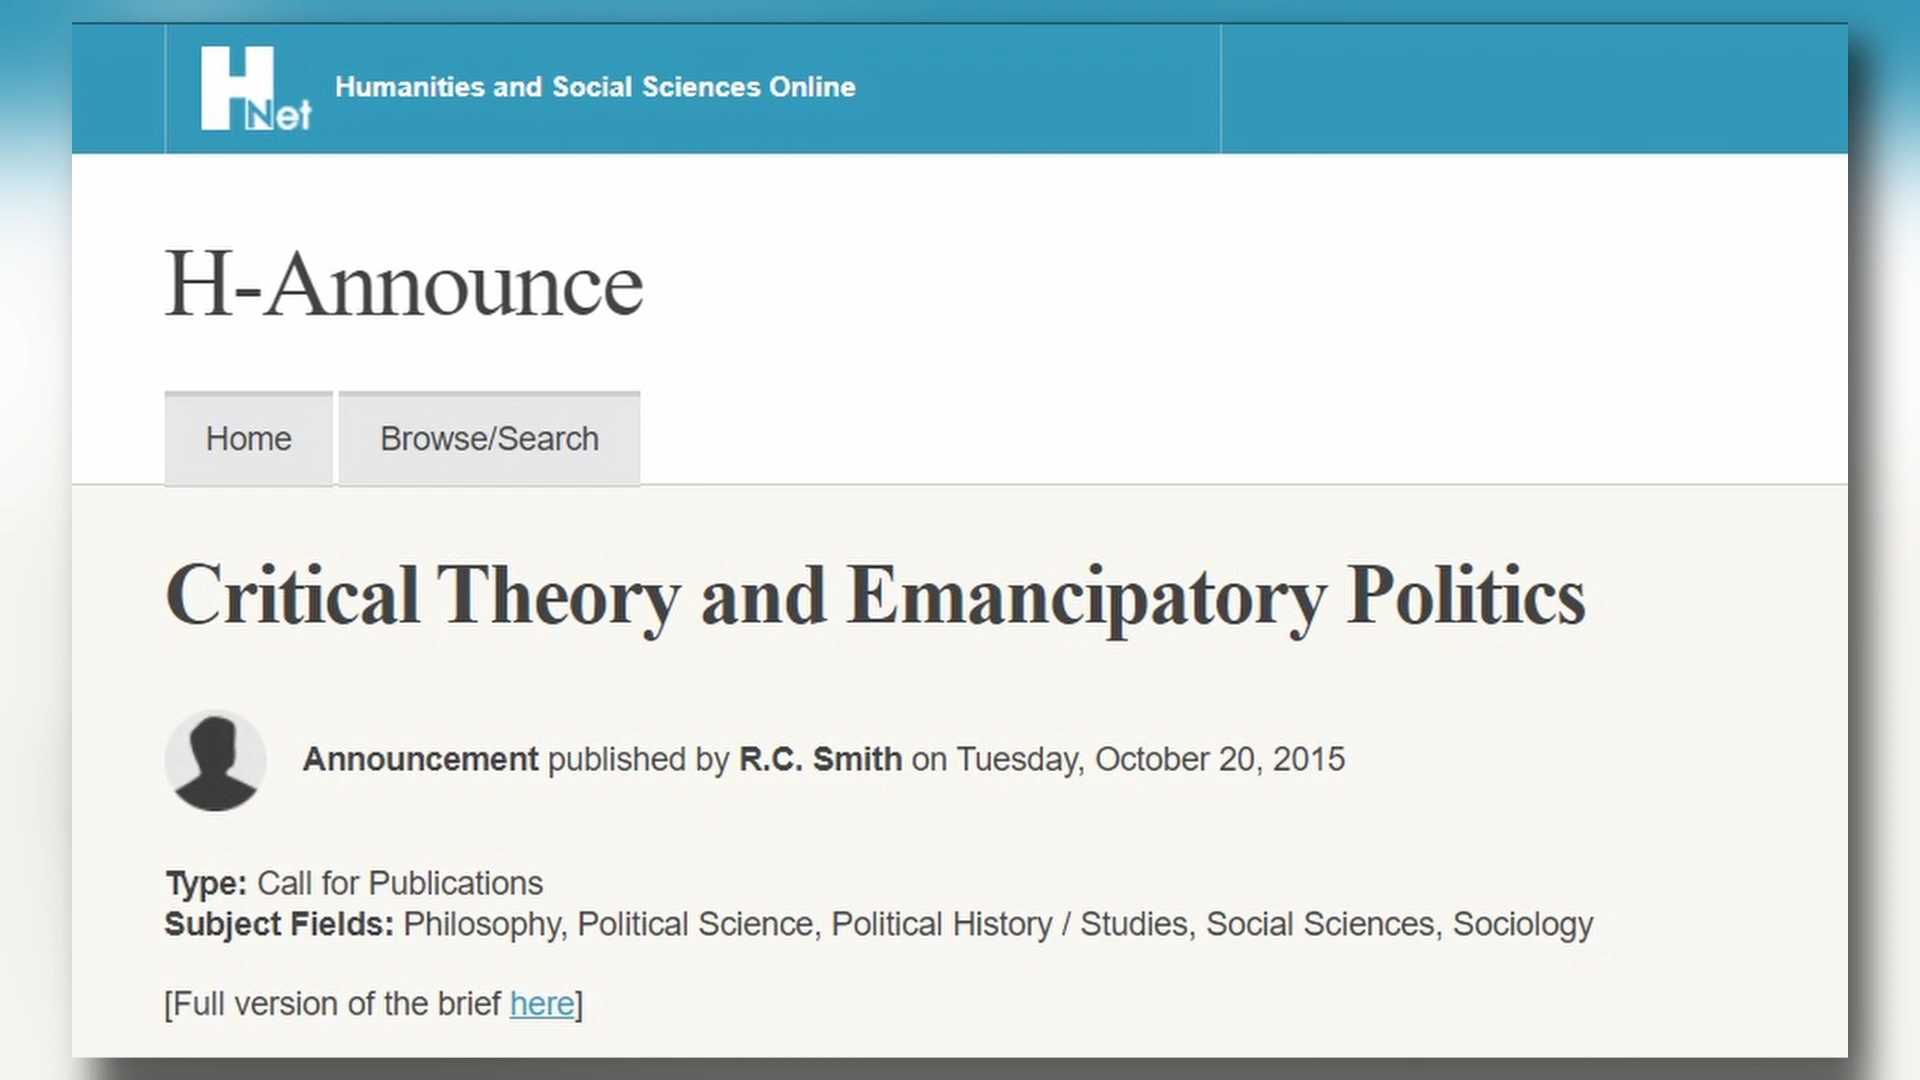 H Net
Humanities and Social Sciences Online
H-Announce
Home
Browse/Search
Critical Theory and Emancipatory Politics
Announcement published by R.C. Smith on Tuesday, October 20, 2015
Type: Call for Publications
Subject Fields: Philosophy, Political Science, Political History / Studies, Social Sciences, Sociology
[Full version of the brief here]